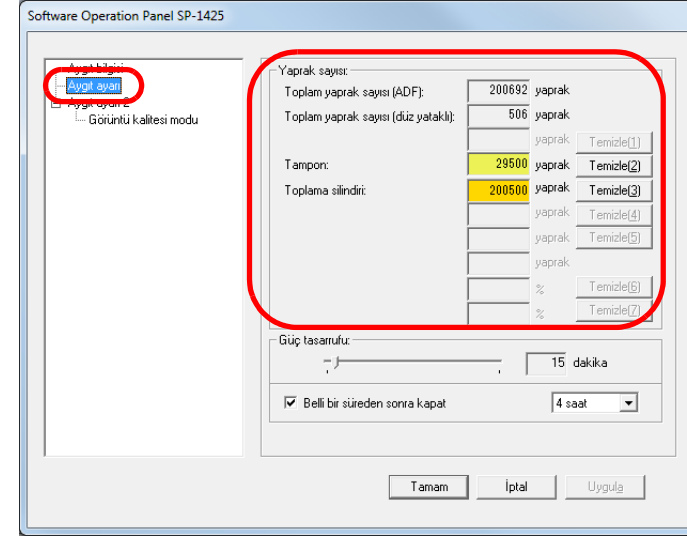 Software Operation Panel SP-1425
Aygıt bilgisi
Aygıt ayarı
Aygıt ayarı 2
Görüntü kalitesi modu
Yaprak sayısı:
Toplam yaprak sayısı (ADF): 200692 yaprak
Toplam yaprak sayısı (düz yataklı): 506 yaprak
yaprak Temizle(1)
Tampon: 29500 yaprak Temizle(2)
Toplama silindiri: 200500 yaprak Temizle(3)
yaprak Temizle(4)
yaprak Temizle(5)
yaprak
% Temizle(6)
% Temizle(7)
Güç tasarrufu:
15 dakika
Belli bir süreden sonra kapat 4 saat
Tamam İptal Uygula